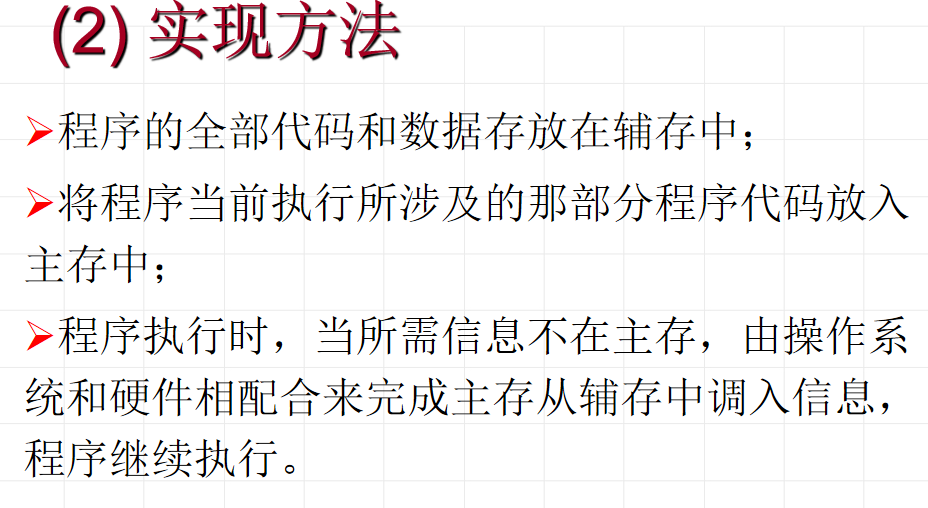 (2) 实现方法
➢程序的全部代码和数据存放在辅存中；
➢将程序当前执行所涉及的那部分程序代码放入
主存中；
➢程序执行时，当所需信息不在主存，由操作系
统和硬件相配合来完成主存从辅存中调入信息，
程序继续执行。